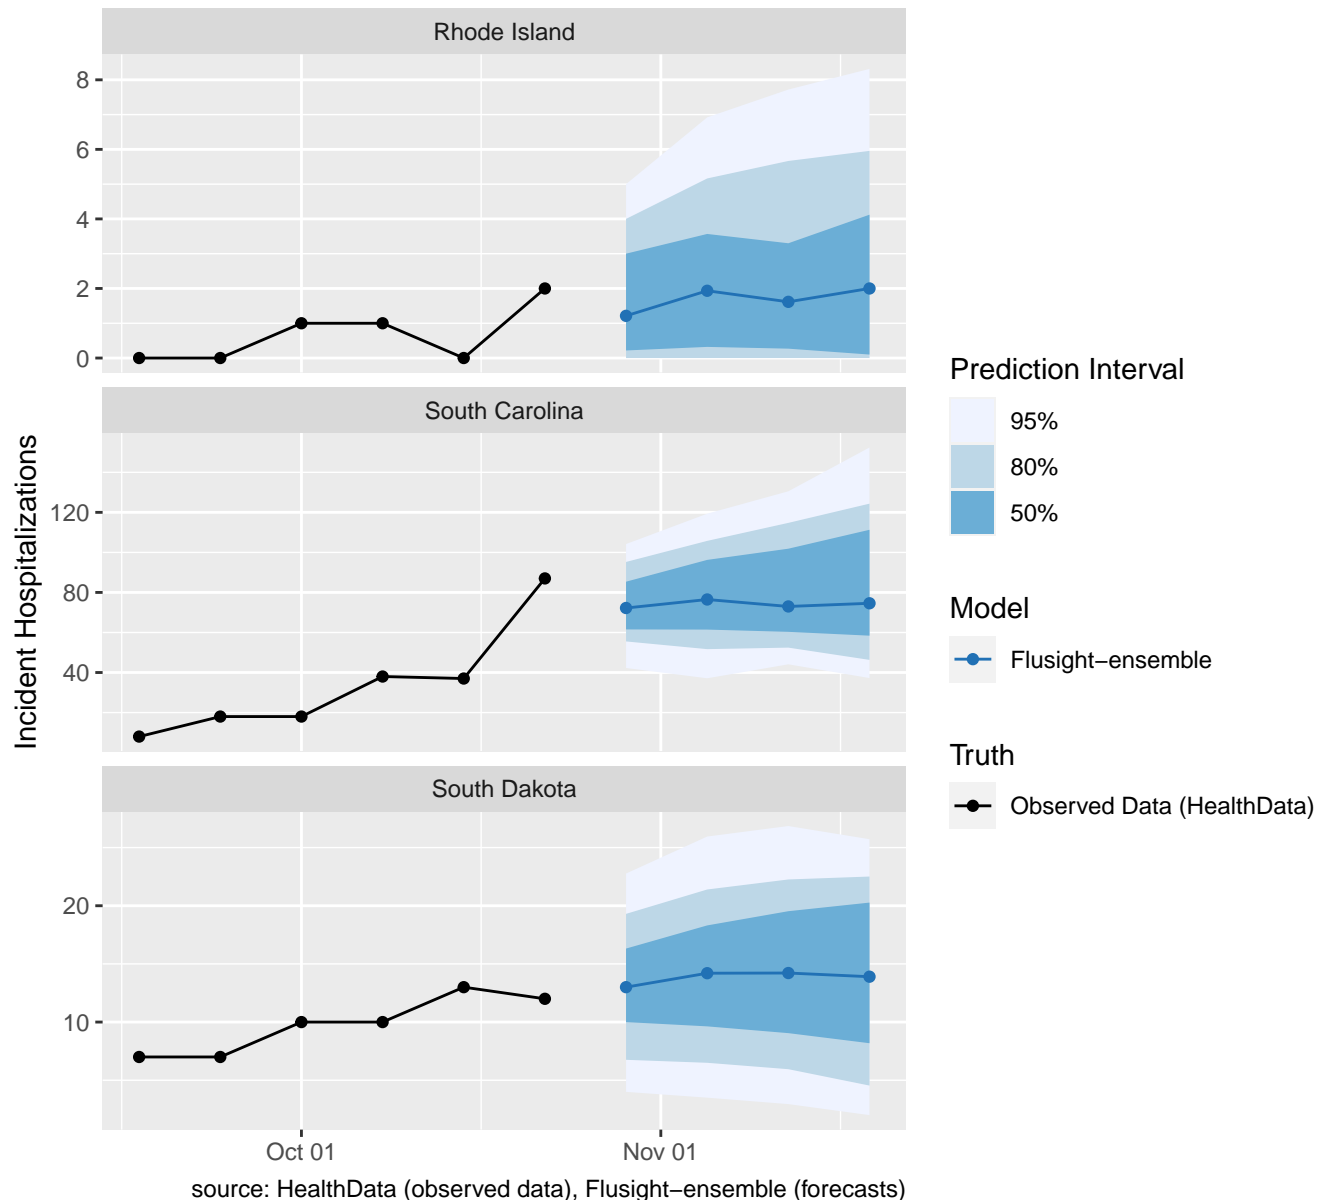 Rhode Island
8
6
4
2
0
South Carolina
120
80
40
South Dakota
20
10
Oct 01
Nov 01
Incident Hospitalizations
source: HealthData (observed data), Flusight−ensemble (forecasts)
Prediction Interval
95%
80%
50%
Model
Flusight−ensemble
Truth
Observed Data (HealthData)